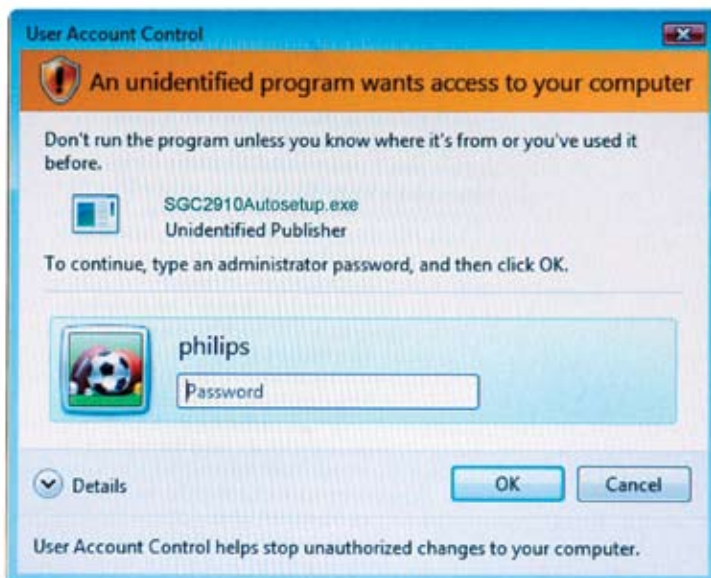 User Account Control
An unidentified program wants access to your computer
Don't run the program unless you know where it's from or you've used it
before.
SGC2910Autosetup.exe
Unidentified Publisher
To continue, type an administrator password, and then click OK.
philips
Password
Details
OK
Cancel
User Account Control helps stop unauthorized changes to your computer.